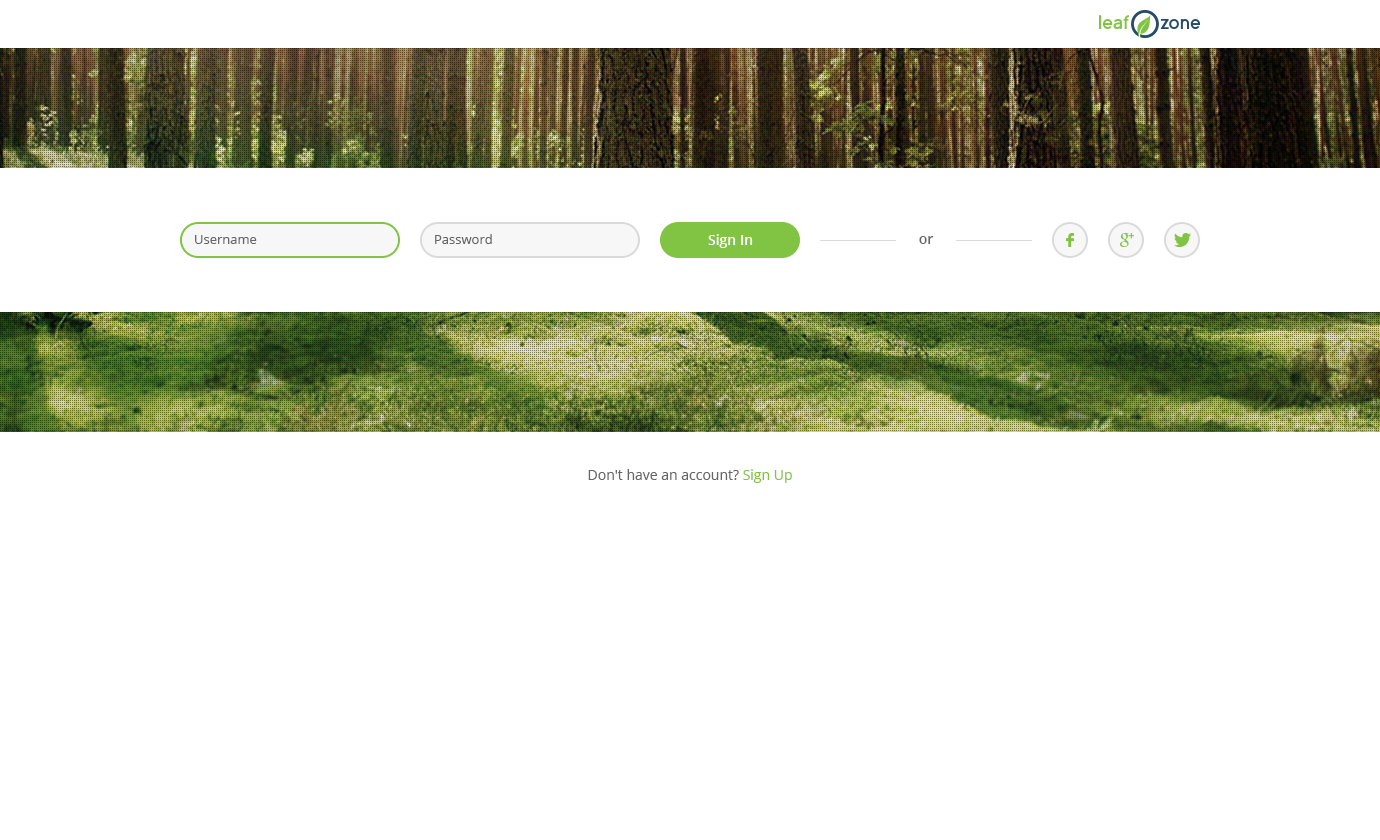 leaf zone
Username
Password
Sign In
or
Don't have an account? Sign Up